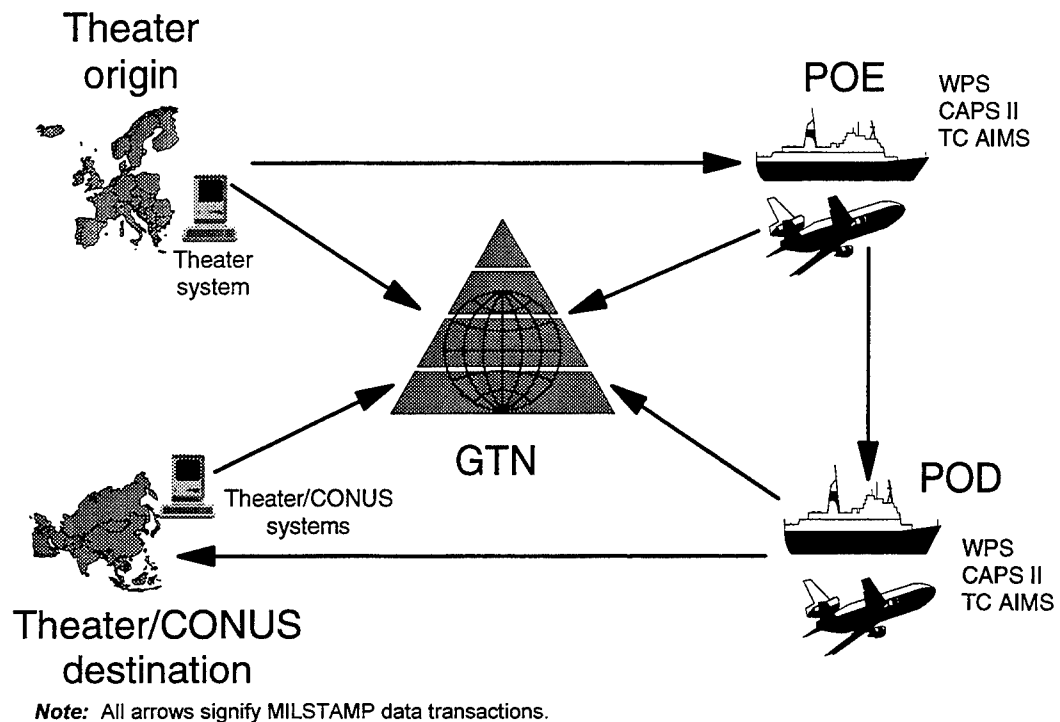 Theater
origin
Theater
system
POE
WPS
CAPS II
TC AIMS
GTN
Theater/CONUS
systems
Theater/CONUS
destination
POD
WPS
CAPS II
TC AIMS
Note: All arrows signify MILSTAMP data transactions.